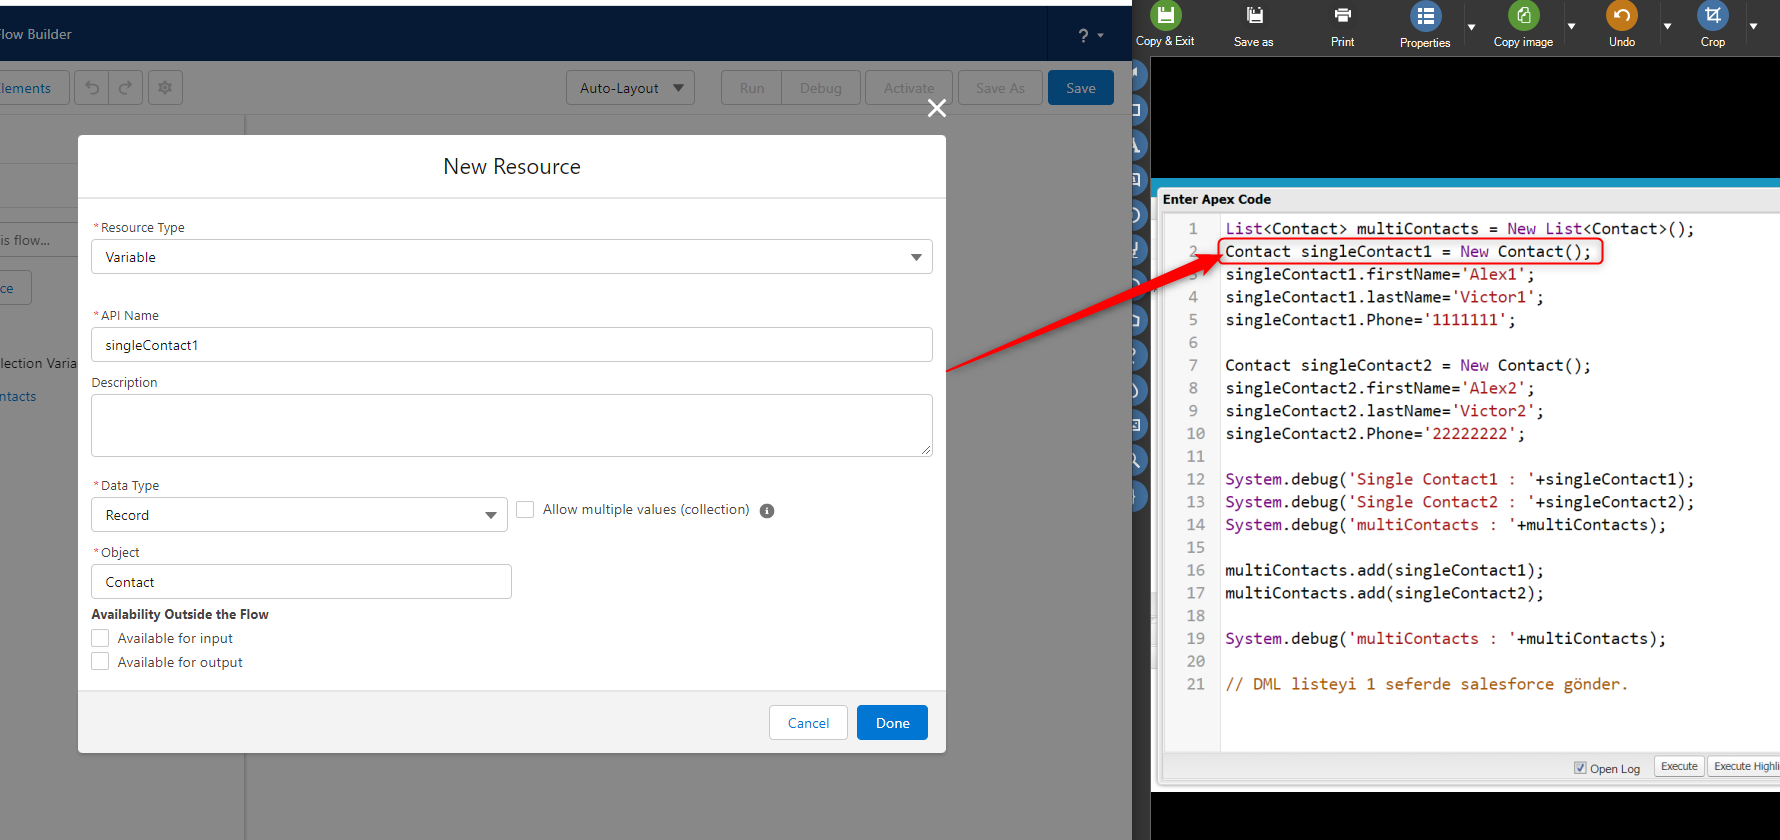 Flow Builder
?
Elements
Auto-Layout
Run
Debug
Activate
Save As
Save
is flow...
ntacts
New Resource
*Resource Type
Variable
*API Name
singleContact1
Description
*Data Type
Record
Allow multiple values (collection)
*Object
Contact
Availability Outside the Flow
Available for input
Available for output
Cancel
Done
Copy & Exit
Save as
Print
Properties
Copy image
Undo
Crop
Enter Apex Code
1 List<Contact> multiContacts = New List<Contact>();
2 Contact singleContact1 = New Contact();
3 singleContact1.firstName='Alex1';
4 singleContact1.lastName='Victor1';
5 singleContact1.Phone='1111111';
6
7 Contact singleContact2 = New Contact();
8 singleContact2.firstName='Alex2';
9 singleContact2.lastName='Victor2';
10 singleContact2.Phone='22222222';
11
12 System.debug('Single Contact1 : '+singleContact1);
13 System.debug('Single Contact2 : '+singleContact2);
14 System.debug('multiContacts : '+multiContacts);
15
16 multiContacts.add(singleContact1);
17 multiContacts.add(singleContact2);
18
19 System.debug('multiContacts : '+multiContacts);
20
21 // DML listeyi 1 seferde salesforce gönder.
Open Log
Execute
Execute Highli